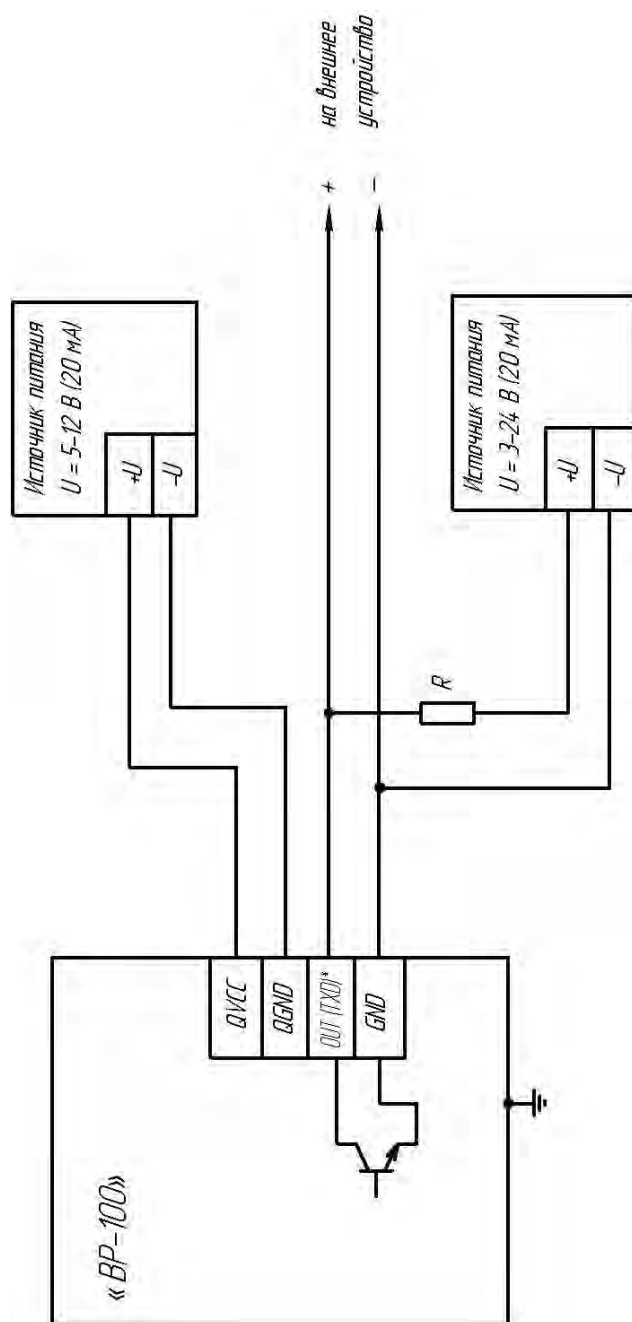 «ВР-100»
QVCC
QGND
OUT (TXD)*
GND
Источник питания
U = 5-12 В (20 мА)
+U
-U
R
Источник питания
U = 3-24 В (20 мА)
+U
-U
+ на внешнее
- устройство